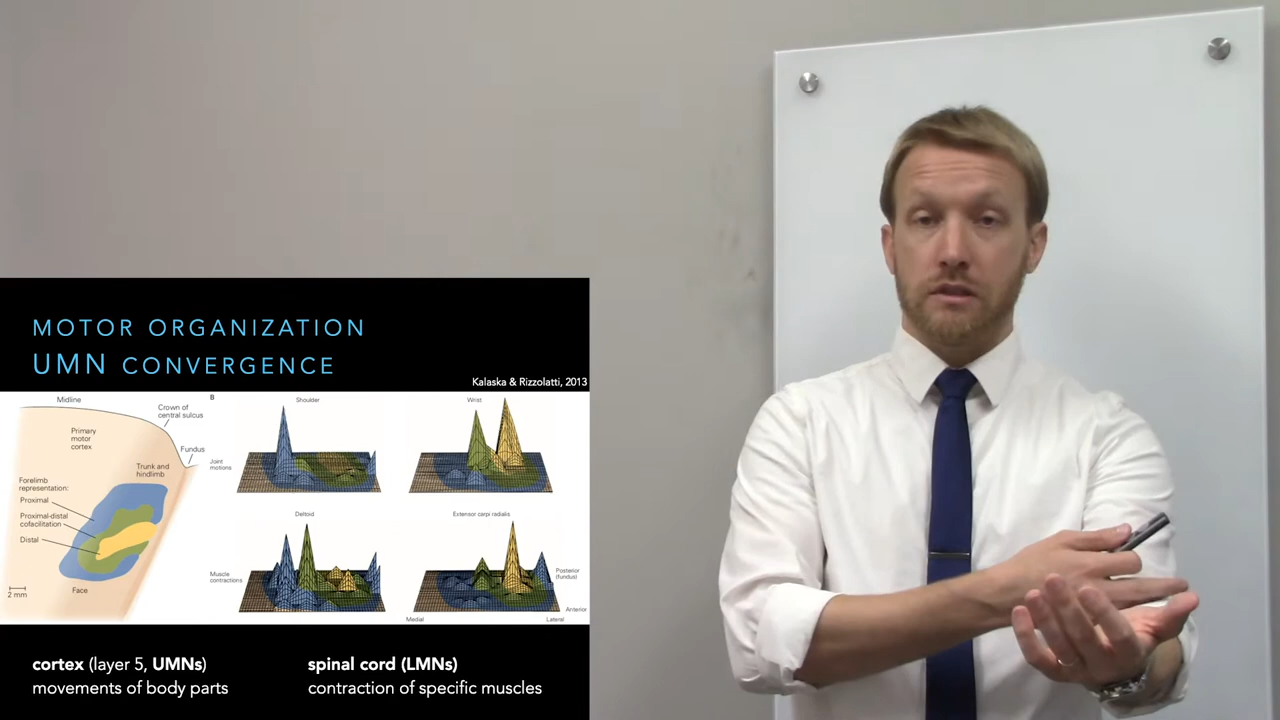 MOTOR ORGANIZATION
UMN CONVERGENCE
Kalaska & Rizzolatti, 2013
Midline
Crown of
central sulcus
Primary
motor
cortex
Fundus
Trunk and
hindlimb
Forelimb
representation:
Proximal
Proximal-distal
cofacilitation
Distal
Face
2 mm
B
Shoulder
Wrist
Joint
motions
Deltoid
Extensor carpi radialis
Muscle
contractions
Posterior
(fundus)
Anterior
Medial
Lateral
cortex (layer 5, UMNs)
movements of body parts
spinal cord (LMNs)
contraction of specific muscles